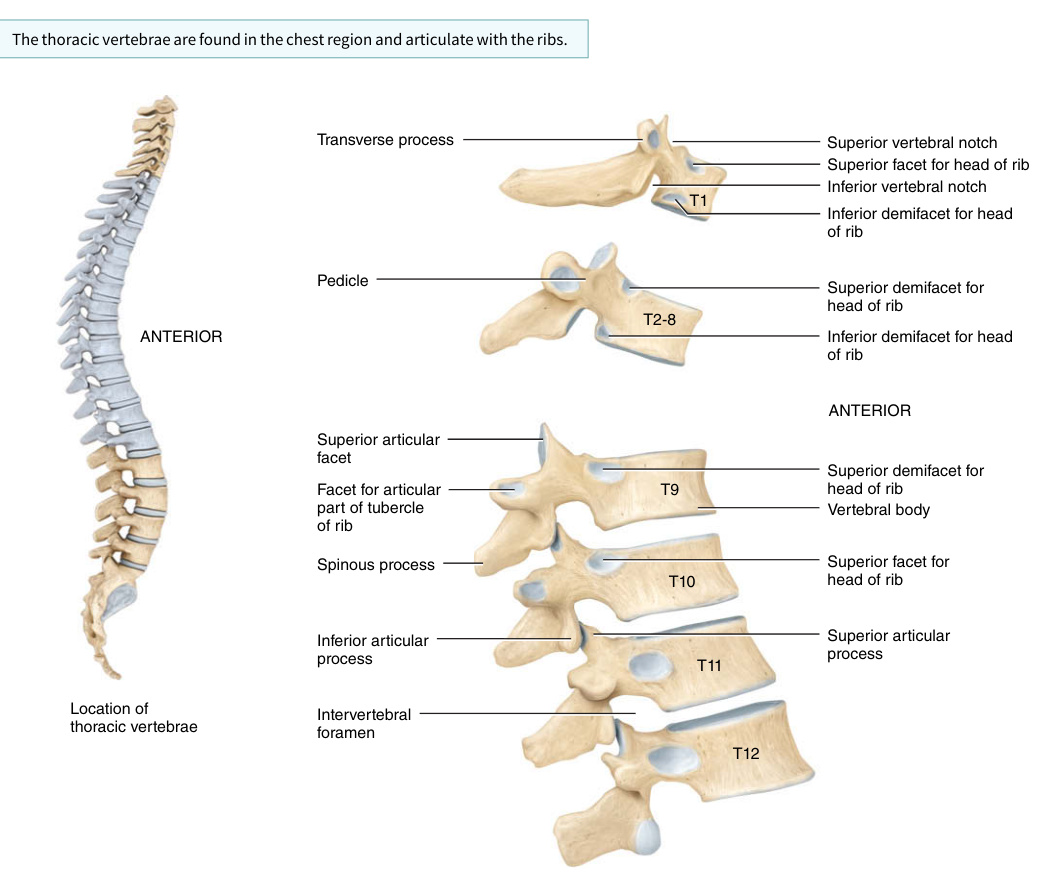 The thoracic vertebrae are found in the chest region and articulate with the ribs.
Transverse process
Superior vertebral notch
Superior facet for head of rib
Inferior vertebral notch
T1
Inferior demifacet for head
of rib
Pedicle
Superior demifacet for
head of rib
T2-8
Inferior demifacet for head
of rib
ANTERIOR
ANTERIOR
Superior articular
facet
Superior demifacet for
head of rib
Facet for articular
part of tubercle
of rib
T9
Vertebral body
Spinous process
Superior facet for
head of rib
T10
Inferior articular
process
Superior articular
process
T11
Location of
thoracic vertebrae
Intervertebral
foramen
T12